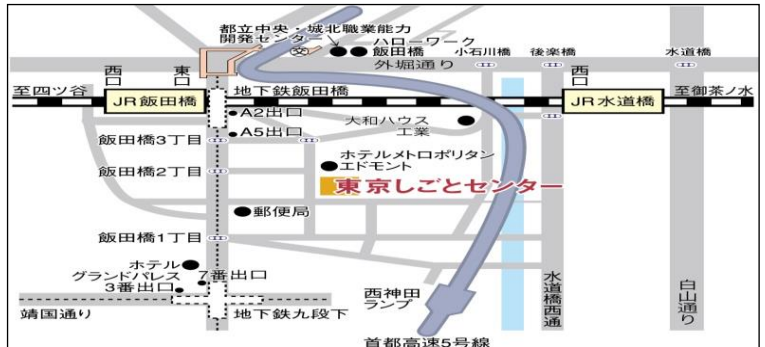 都立中央・城北職業能力
開発センター
ハローワーク
飯田橋
小石川橋
後楽橋
水道橋
外堀通り
西口
東口
西口
至四ツ谷
JR飯田橋
地下鉄飯田橋
JR水道橋
至御茶ノ水
A2出口
A5出口
大和ハウス
工業
飯田橋3丁目
ホテルメトロポリタン
エドモント
飯田橋2丁目
東京しごとセンター
郵便局
飯田橋1丁目
ホテル
グランドパレス
7番出口
3番出口
西神田
ランプ
水道橋西通
白山通り
靖国通り
地下鉄九段下
首都高速5号線